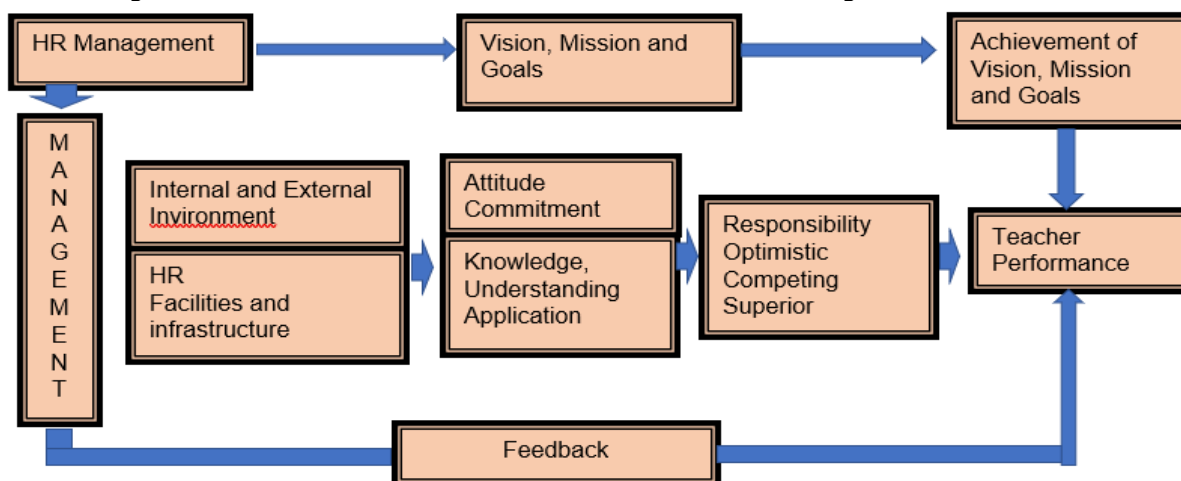 HR Management
Vision, Mission and
Goals
Achievement of
Vision, Mission
and Goals
M
A
N
A
G
E
M
E
N
T
Internal and External
Invironment
HR
Facilities and
infrastructure
Attitude
Commitment
Knowledge,
Understanding
Application
Responsibility
Optimistic
Competing
Superior
Teacher
Performance
Feedback